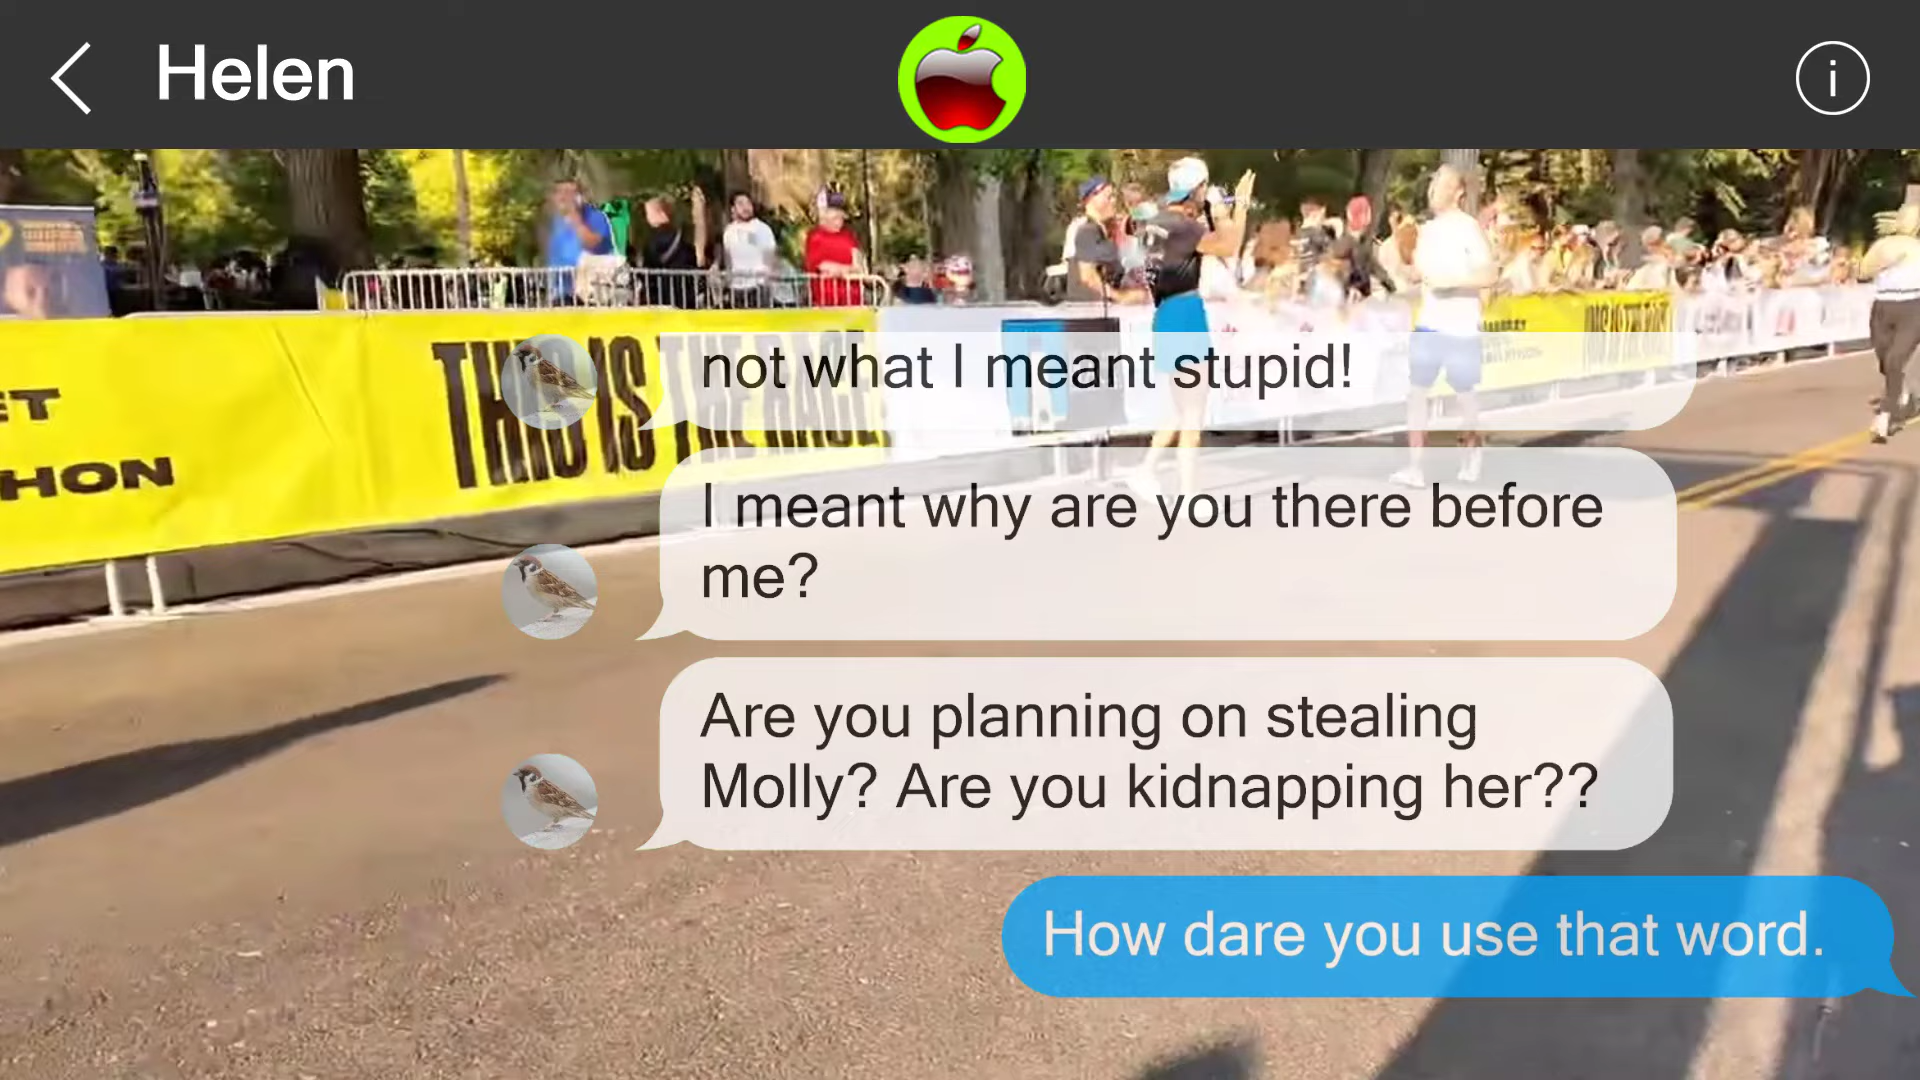 Helen
i
ET
HON
THIS IS THE RACE
not what I meant stupid!
I meant why are you there before
me?
Are you planning on stealing
Molly? Are you kidnapping her??
How dare you use that word.